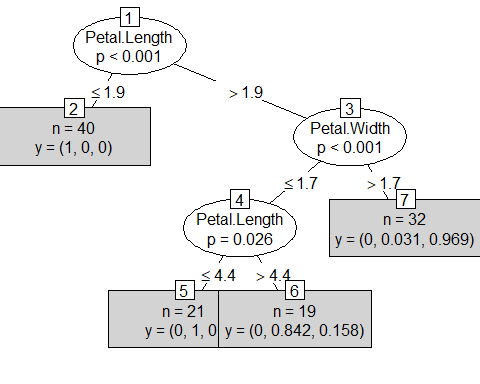 1
Petal.Length
p < 0.001
≤ 1.9
> 1.9
2
n = 40
y = (1, 0, 0)
3
Petal.Width
p < 0.001
≤ 1.7
> 1.7
4
Petal.Length
p = 0.026
7
n = 32
y = (0, 0.031, 0.969)
≤ 4.4
> 4.4
5
n = 21
y = (0, 1, 0
6
n = 19
y = (0, 0.842, 0.158)